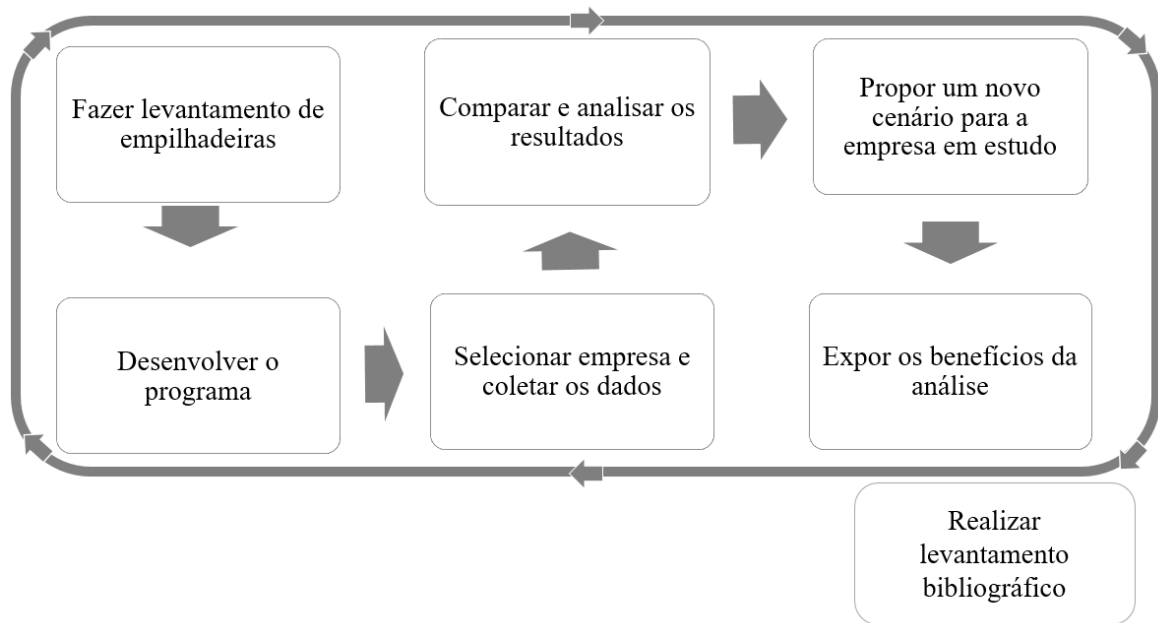 Fazer levantamento de
empilhadeiras
Desenvolver o
programa
Selecionar empresa e
coletar os dados
Comparar e analisar os
resultados
Propor um novo
cenário para a
empresa em estudo
Expor os benefícios da
análise
Realizar
levantamento
bibliográfico